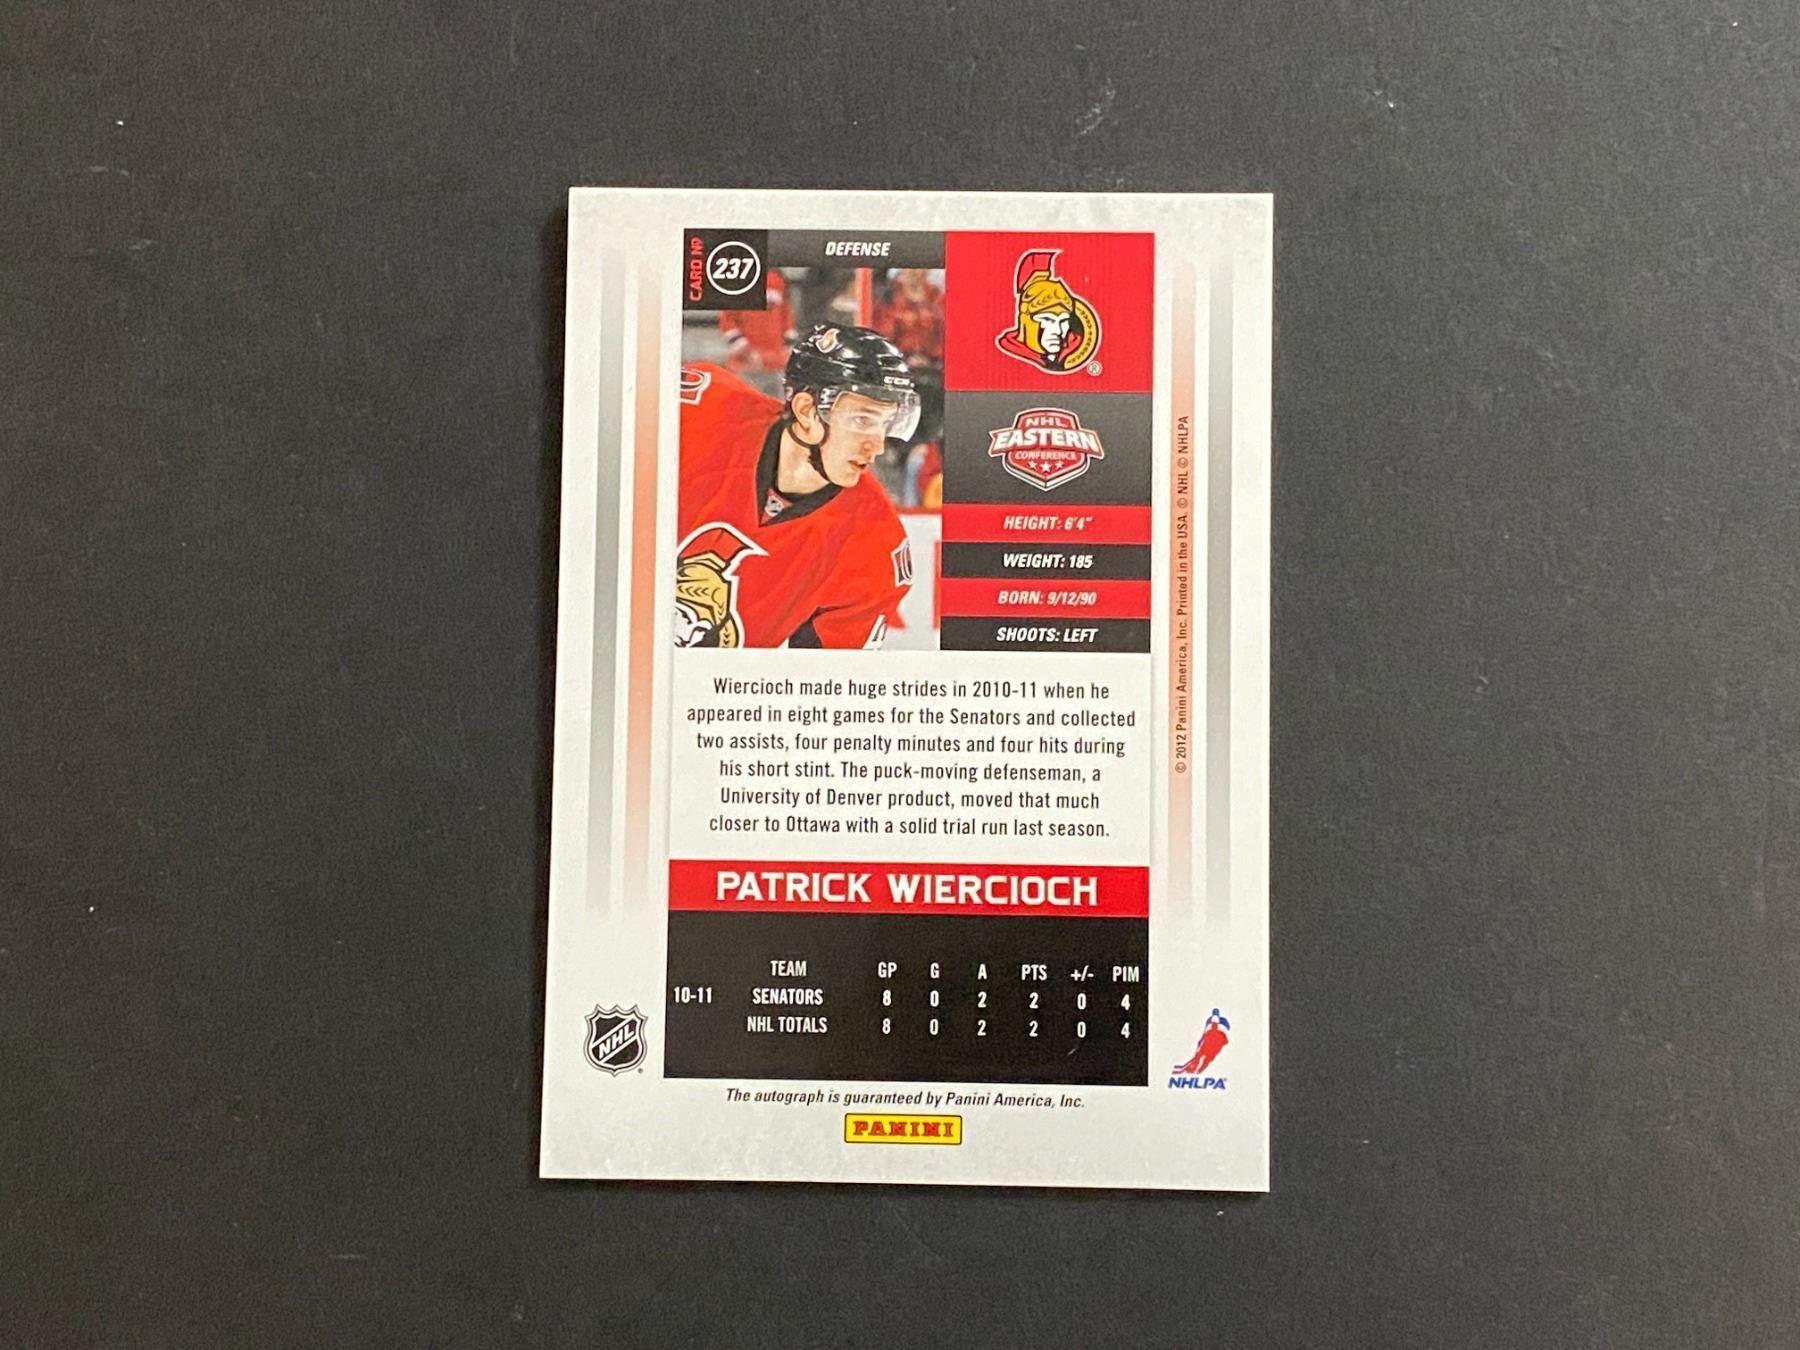 CARD Nº
237
DEFENSE
®
NHL
EASTERN
CONFERENCE
HEIGHT: 6'4"
WEIGHT: 185
BORN: 9/12/90
SHOOTS: LEFT
CCM
Wiercioch made huge strides in 2010-11 when he
appeared in eight games for the Senators and collected
two assists, four penalty minutes and four hits during
his short stint. The puck-moving defenseman, a
University of Denver product, moved that much
closer to Ottawa with a solid trial run last season.
© 2012 Panini America, Inc. Printed in the USA. © NHL © NHLPA
PATRICK WIERCIOCH
TEAM GP G A PTS +/- PIM
10-11 SENATORS 8 0 2 2 0 4
NHL TOTALS 8 0 2 2 0 4
NHL
NHLPA
The autograph is guaranteed by Panini America, Inc.
PANINI